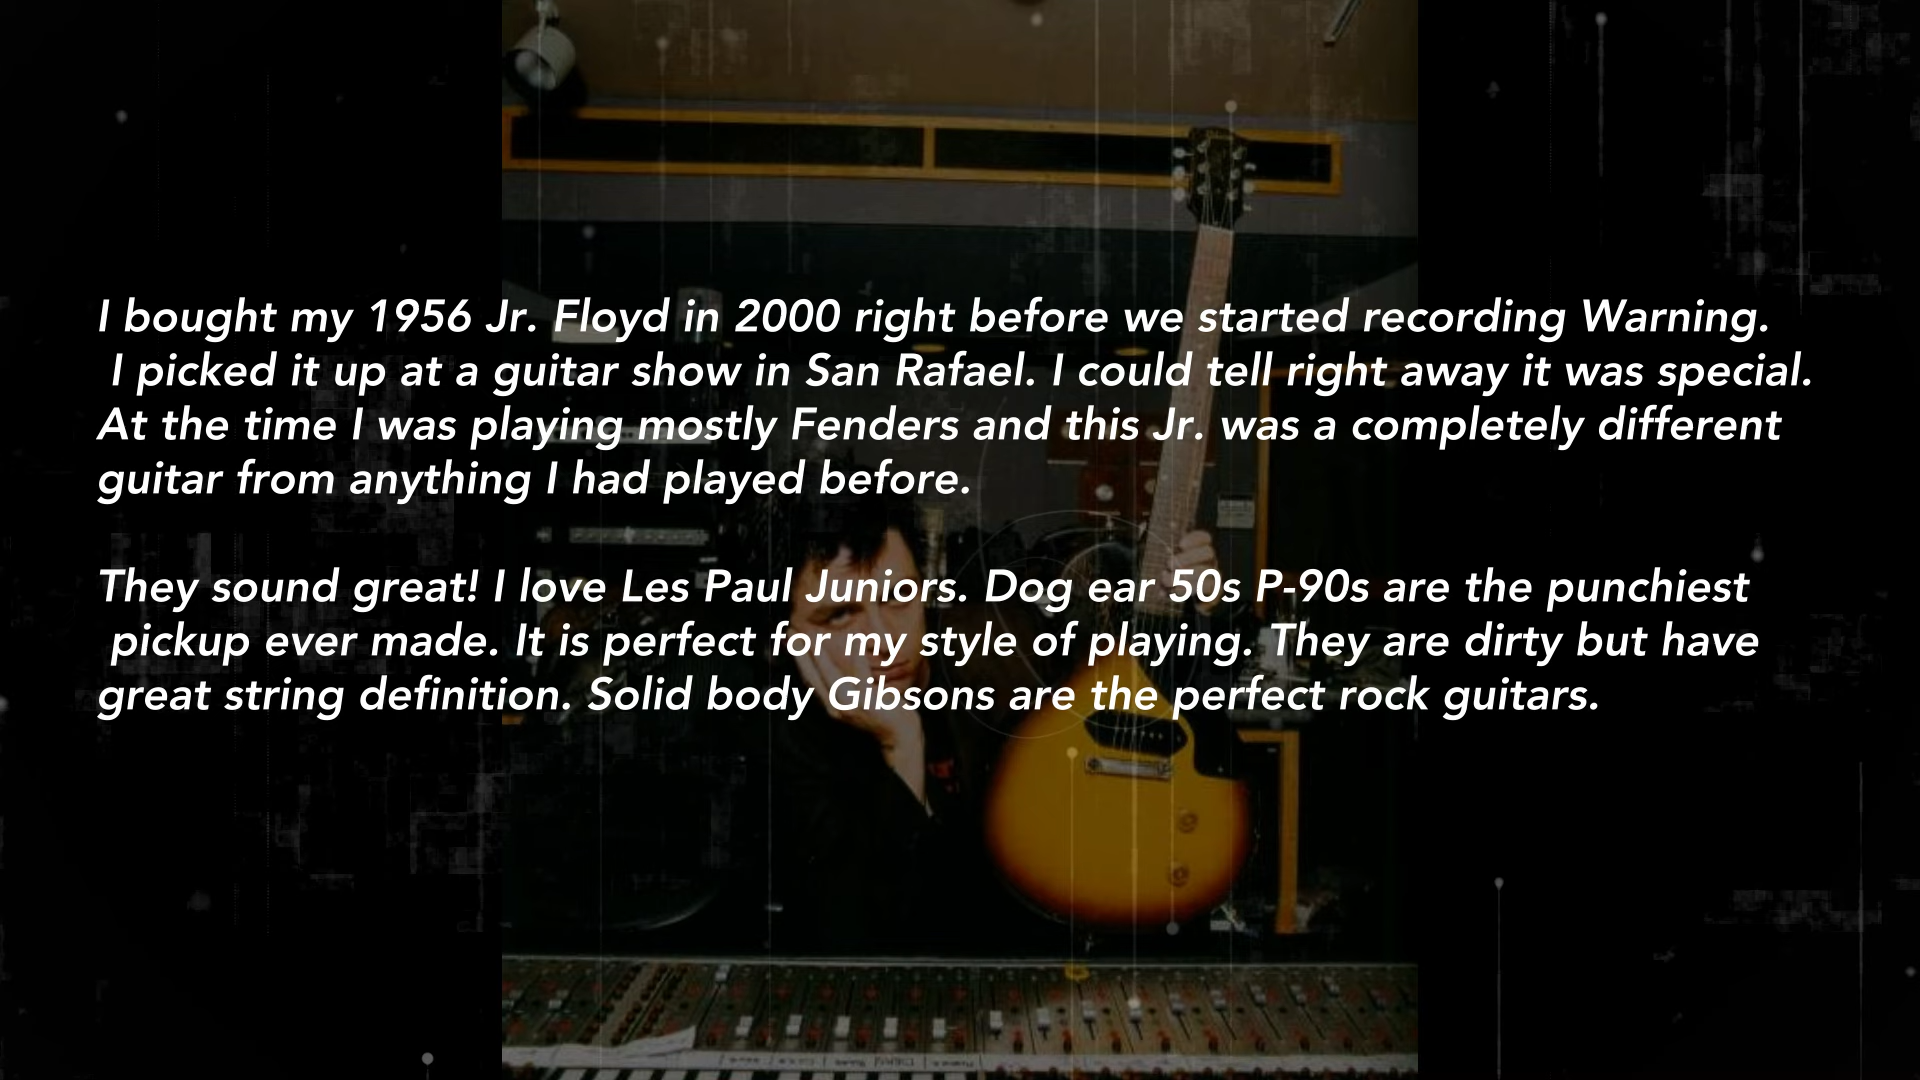 I bought my 1956 Jr. Floyd in 2000 right before we started recording Warning.
I picked it up at a guitar show in San Rafael. I could tell right away it was special.
At the time I was playing mostly Fenders and this Jr. was a completely different
guitar from anything I had played before.
They sound great! I love Les Paul Juniors. Dog ear 50s P-90s are the punchiest
pickup ever made. It is perfect for my style of playing. They are dirty but have
great string definition. Solid body Gibsons are the perfect rock guitars.